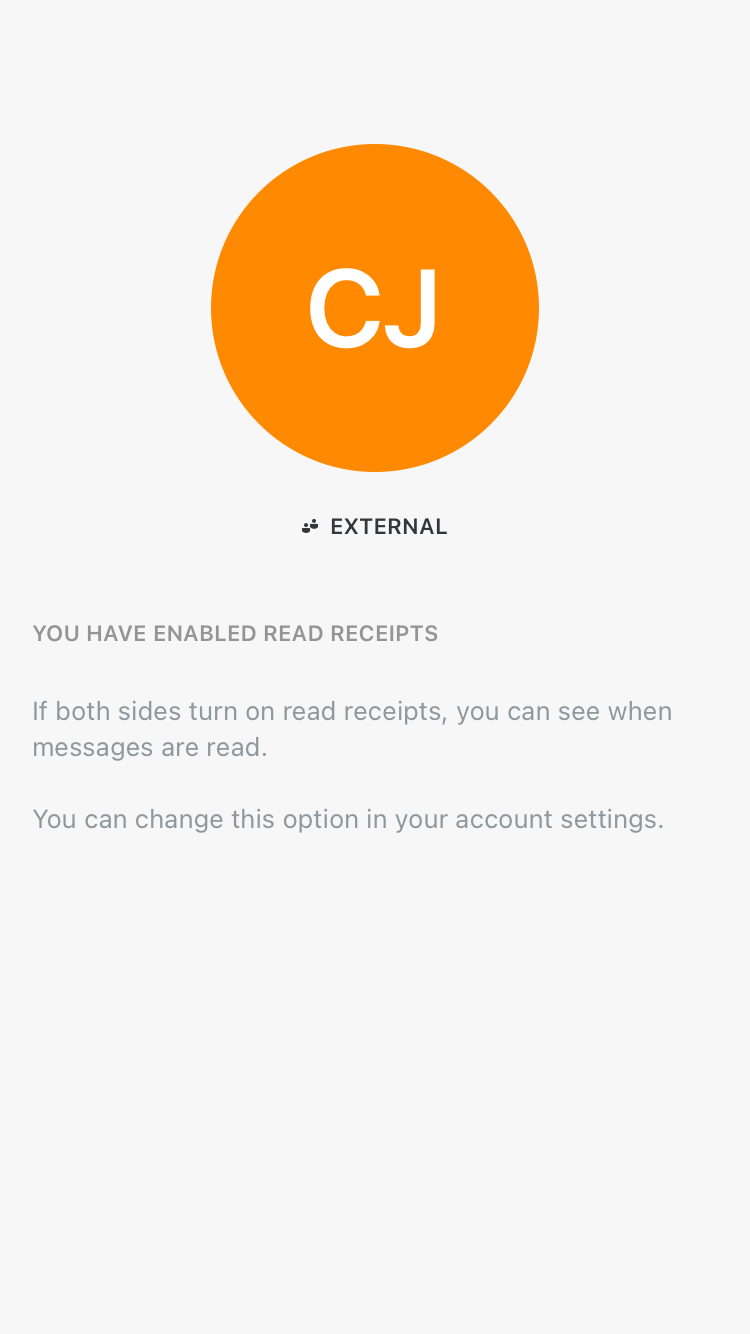 CJ
EXTERNAL
YOU HAVE ENABLED READ RECEIPTS
If both sides turn on read receipts, you can see when
messages are read.
You can change this option in your account settings.